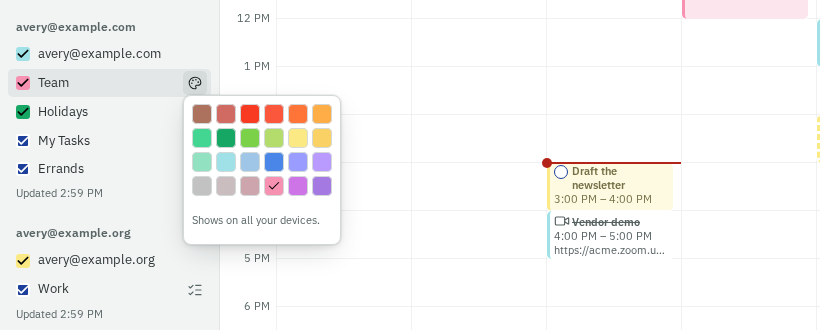 avery@example.com
avery@example.com
Team
Holidays
My Tasks
Errands
Updated 2:59 PM
avery@example.org
avery@example.org
Work
Updated 2:59 PM
Shows on all your devices.
12 PM
1 PM
5 PM
6 PM
Draft the
newsletter
3:00 PM – 4:00 PM
Vendor demo
4:00 PM – 5:00 PM
https://acme.zoom.u...